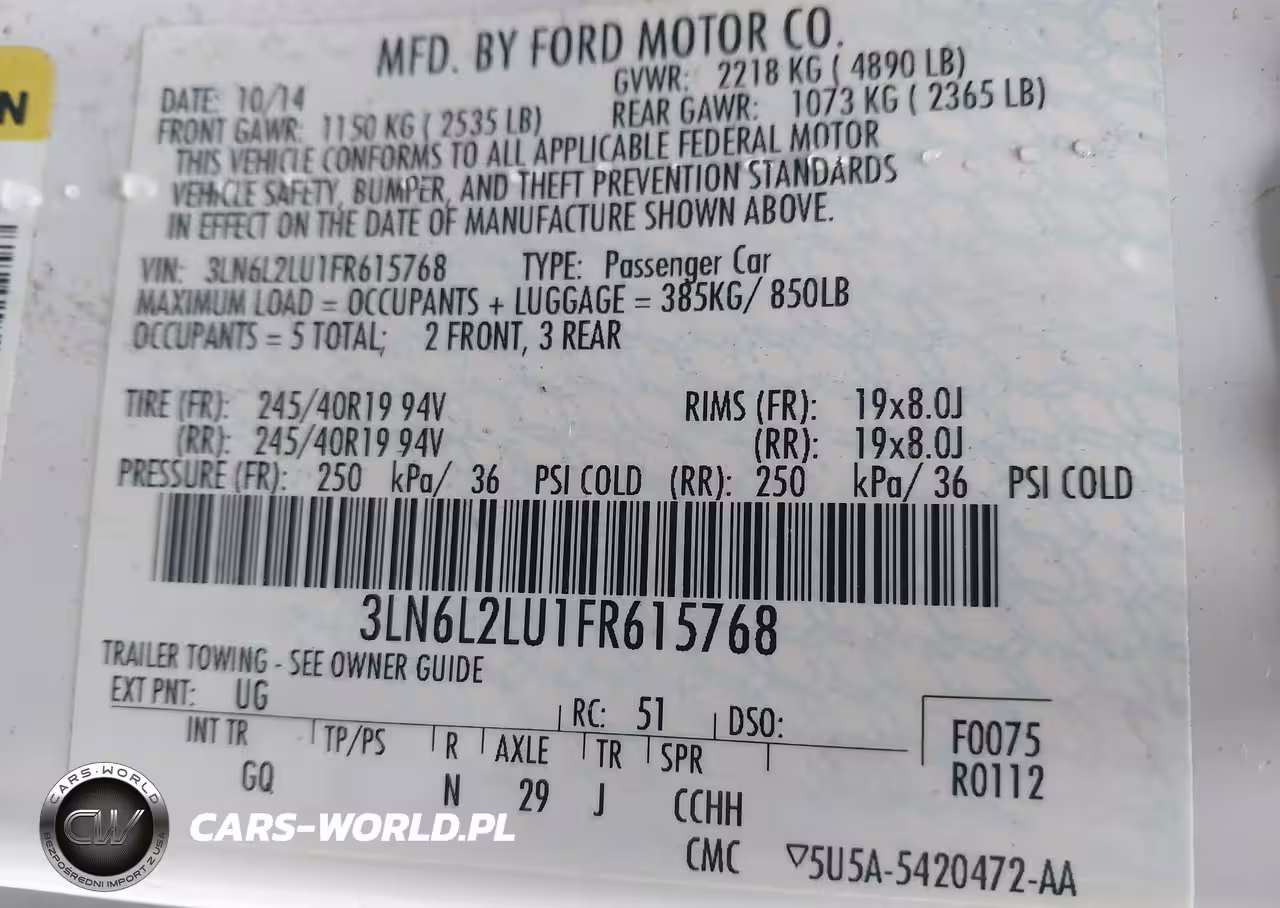 MFD. BY FORD MOTOR CO.
DATE: 10/14 GVWR: 2218 KG ( 4890 LB)
FRONT GAWR: 1150 KG ( 2535 LB) REAR GAWR: 1073 KG ( 2365 LB)
THIS VEHICLE CONFORMS TO ALL APPLICABLE FEDERAL MOTOR
VEHICLE SAFETY, BUMPER, AND THEFT PREVENTION STANDARDS
IN EFFECT ON THE DATE OF MANUFACTURE SHOWN ABOVE.
VIN: 3LN6L2LU1FR615768 TYPE: Passenger Car
MAXIMUM LOAD = OCCUPANTS + LUGGAGE = 385KG/ 850LB
OCCUPANTS = 5 TOTAL; 2 FRONT, 3 REAR
TIRE (FR): 245/40R19 94V RIMS (FR): 19x8.0J
(RR): 245/40R19 94V (RR): 19x8.0J
PRESSURE (FR): 250 kPa/ 36 PSI COLD (RR): 250 kPa/ 36 PSI COLD
3LN6L2LU1FR615768
TRAILER TOWING - SEE OWNER GUIDE
EXT PNT: UG RC: 51 DSO:
INT TR TP/PS R AXLE TR SPR
GQ N 29 J CCHH
CMC
F0075
R0112
▽5U5A-5420472-AA
N
CARS-WORLD
CW
BEZPOŚREDNI IMPORT Z USA
CARS-WORLD.PL